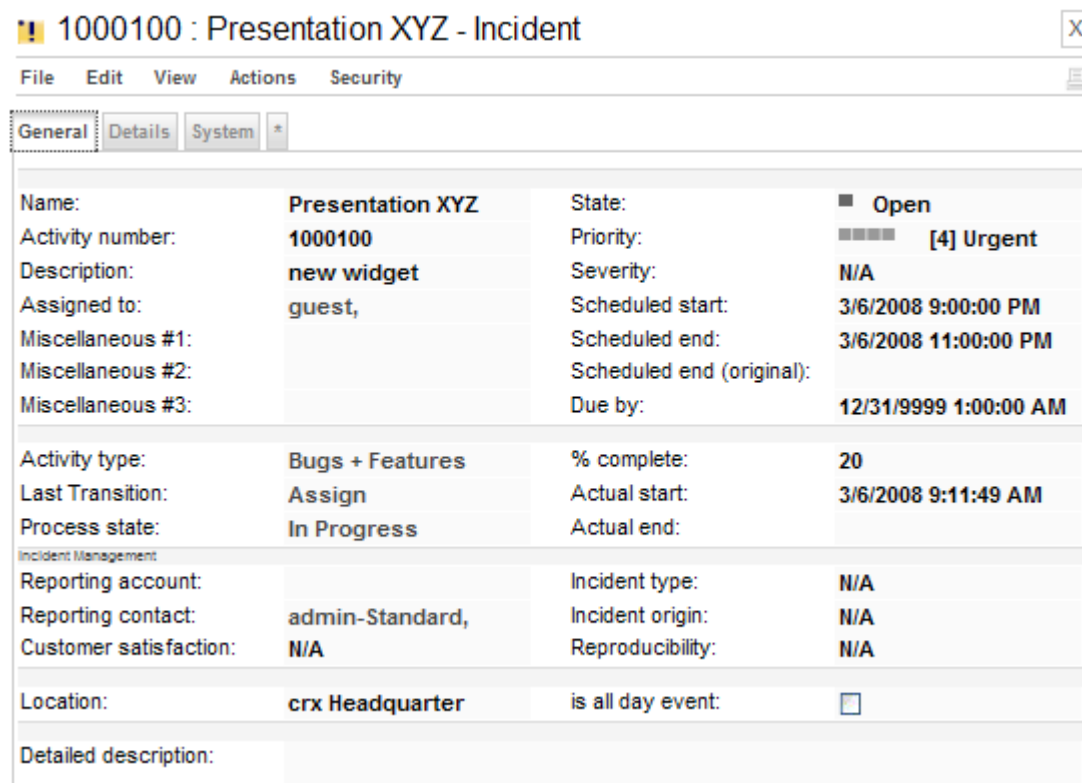 1000100 : Presentation XYZ - Incident X
File Edit View Actions Security
General Details System *
Name: Presentation XYZ State: Open
Activity number: 1000100 Priority: [4] Urgent
Description: new widget Severity: N/A
Assigned to: guest, Scheduled start: 3/6/2008 9:00:00 PM
Miscellaneous #1: Scheduled end: 3/6/2008 11:00:00 PM
Miscellaneous #2: Scheduled end (original):
Miscellaneous #3: Due by: 12/31/9999 1:00:00 AM
Activity type: Bugs + Features % complete: 20
Last Transition: Assign Actual start: 3/6/2008 9:11:49 AM
Process state: In Progress Actual end:
Incident Management
Reporting account: Incident type: N/A
Reporting contact: admin-Standard, Incident origin: N/A
Customer satisfaction: N/A Reproducibility: N/A
Location: crx Headquarter is all day event:
Detailed description: